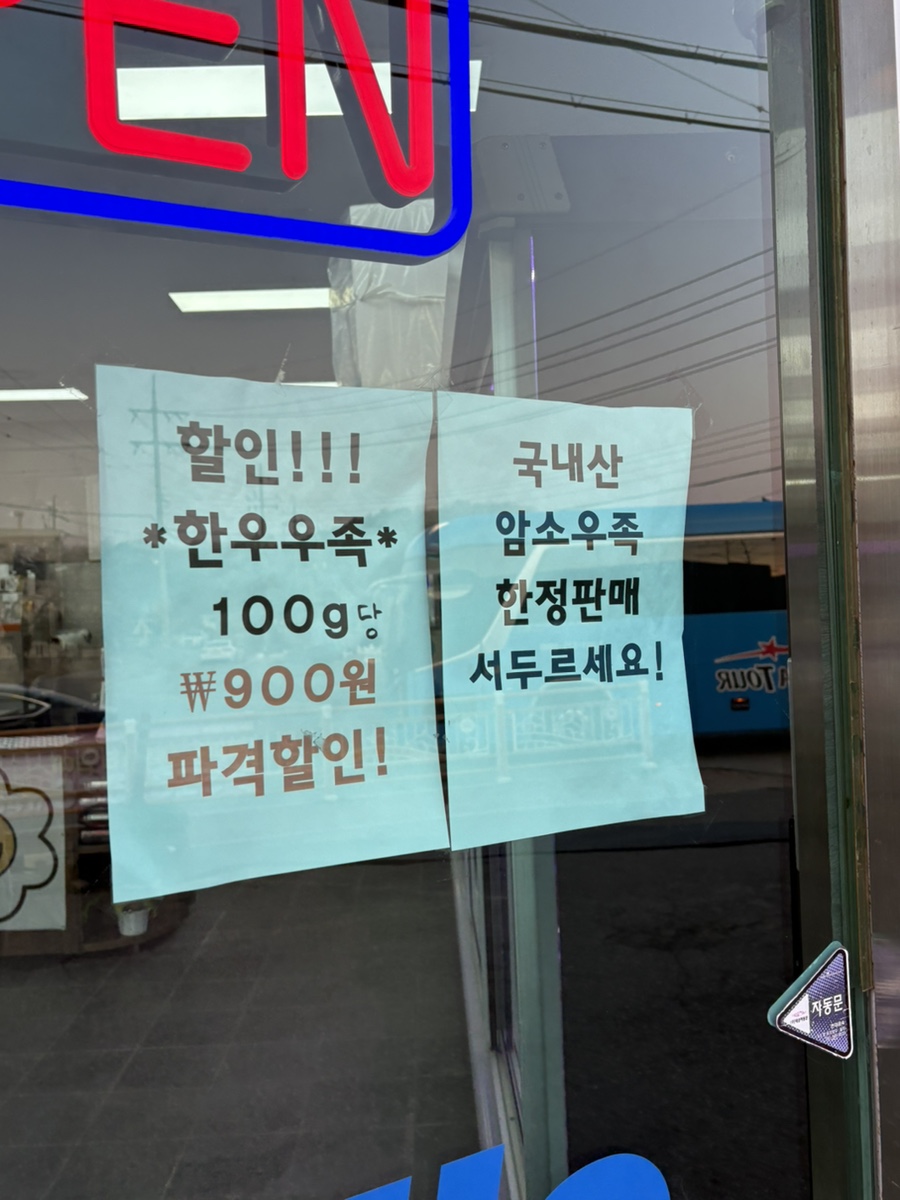 EN
할인!!!
*한우우족*
100g당
₩900원
파격할인!
국내산
암소우족
한정판매
서두르세요!
TOUR
자동문